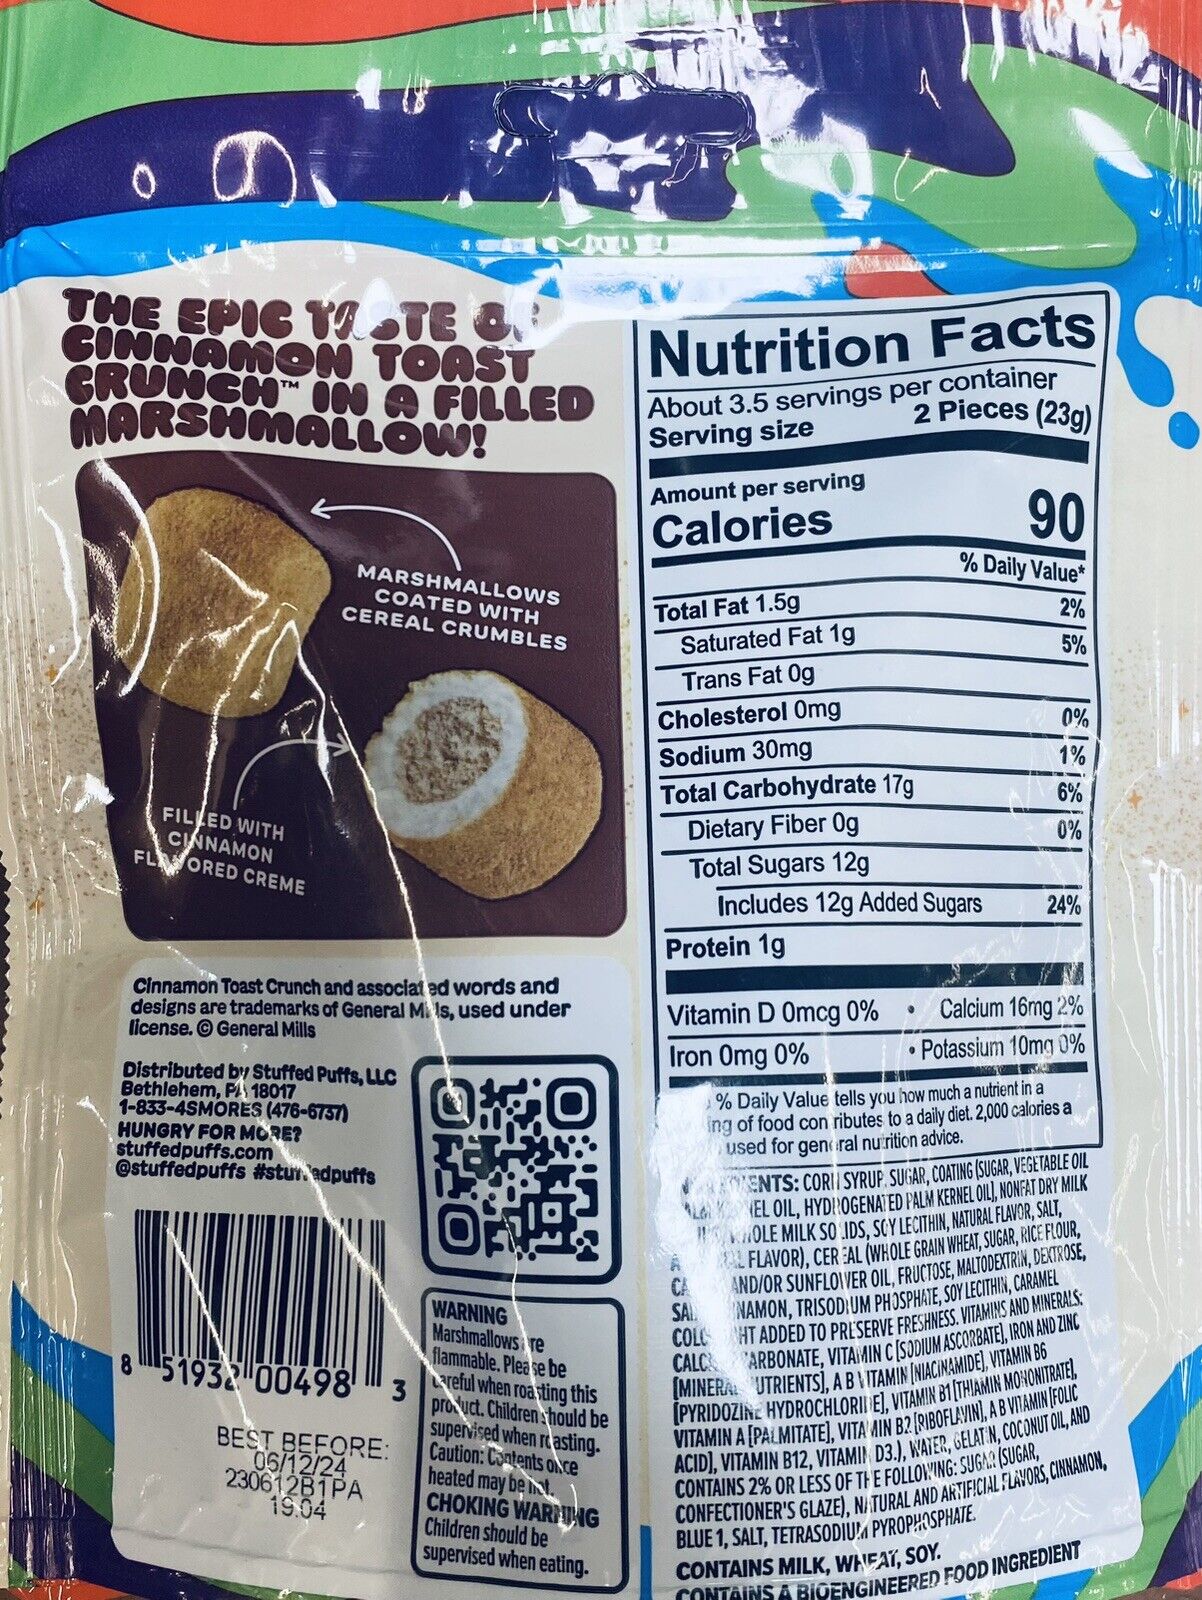 THE EPIC TASTE OF
CINNAMON TOAST
CRUNCH™ IN A FILLED
MARSHMALLOW!
MARSHMALLOWS
COATED WITH
CEREAL CRUMBLES
FILLED WITH
CINNAMON
FLAVORED CREME
Cinnamon Toast Crunch and associated words and
designs are trademarks of General Mills, used under
license. © General Mills
Distributed by Stuffed Puffs, LLC
Bethlehem, PA 18017
1-833-4SMORES (476-6737)
HUNGRY FOR MORE?
stuffedpuffs.com
@stuffedpuffs #stuffedpuffs
8 51932 00498 3
BEST BEFORE:
06/12/24
230612B1PA
19:04
WARNING
Marshmallows are
flammable. Please be
careful when roasting this
product. Children should be
supervised when roasting.
Caution: Contents once
heated may be hot.
CHOKING WARNING
Children should be
supervised when eating.
Nutrition Facts
About 3.5 servings per container
Serving size 2 Pieces (23g)
Amount per serving
Calories 90
% Daily Value*
Total Fat 1.5g 2%
Saturated Fat 1g 5%
Trans Fat 0g
Cholesterol 0mg 0%
Sodium 30mg 1%
Total Carbohydrate 17g 6%
Dietary Fiber 0g 0%
Total Sugars 12g
Includes 12g Added Sugars 24%
Protein 1g
Vitamin D 0mcg 0% • Calcium 16mg 2%
Iron 0mg 0% • Potassium 10mg 0%
% Daily Value tells you how much a nutrient in a
of food contributes to a daily diet. 2,000 calories a
used for general nutrition advice.
INGREDIENTS: CORN SYRUP, SUGAR, COATING (SUGAR, VEGETABLE OIL
OIL, HYDROGENATED PALM KERNEL OIL], NONFAT DRY MILK
WHOLE MILK SOLIDS, SOY LECITHIN, NATURAL FLAVOR, SALT,
FLAVOR), CEREAL (WHOLE GRAIN WHEAT, SUGAR, RICE FLOUR,
AND/OR SUNFLOWER OIL, FRUCTOSE, MALTODEXTRIN, DEXTROSE,
CINNAMON, TRISODIUM PHOSPHATE, SOY LECITHIN, CARAMEL
ADDED TO PRESERVE FRESHNESS. VITAMINS AND MINERALS:
CARBONATE, VITAMIN C [SODIUM ASCORBATE], IRON AND ZINC
[MINERAL NUTRIENTS], A B VITAMIN [NIACINAMIDE], VITAMIN B6
[PYRIDOZINE HYDROCHLORIDE], VITAMIN B1 [THIAMIN MONONITRATE],
VITAMIN A [PALMITATE], VITAMIN B2 [RIBOFLAVIN], A B VITAMIN [FOLIC
ACID], VITAMIN B12, VITAMIN D3.), WATER, GELATIN, COCONUT OIL, AND
CONTAINS 2% OR LESS OF THE FOLLOWING: SUGAR (SUGAR,
CONFECTIONER'S GLAZE), NATURAL AND ARTIFICIAL FLAVORS, CINNAMON,
BLUE 1, SALT, TETRASODIUM PYROPHOSPHATE.
CONTAINS MILK, WHEAT, SOY.
CONTAINS A BIOENGINEERED FOOD INGREDIENT